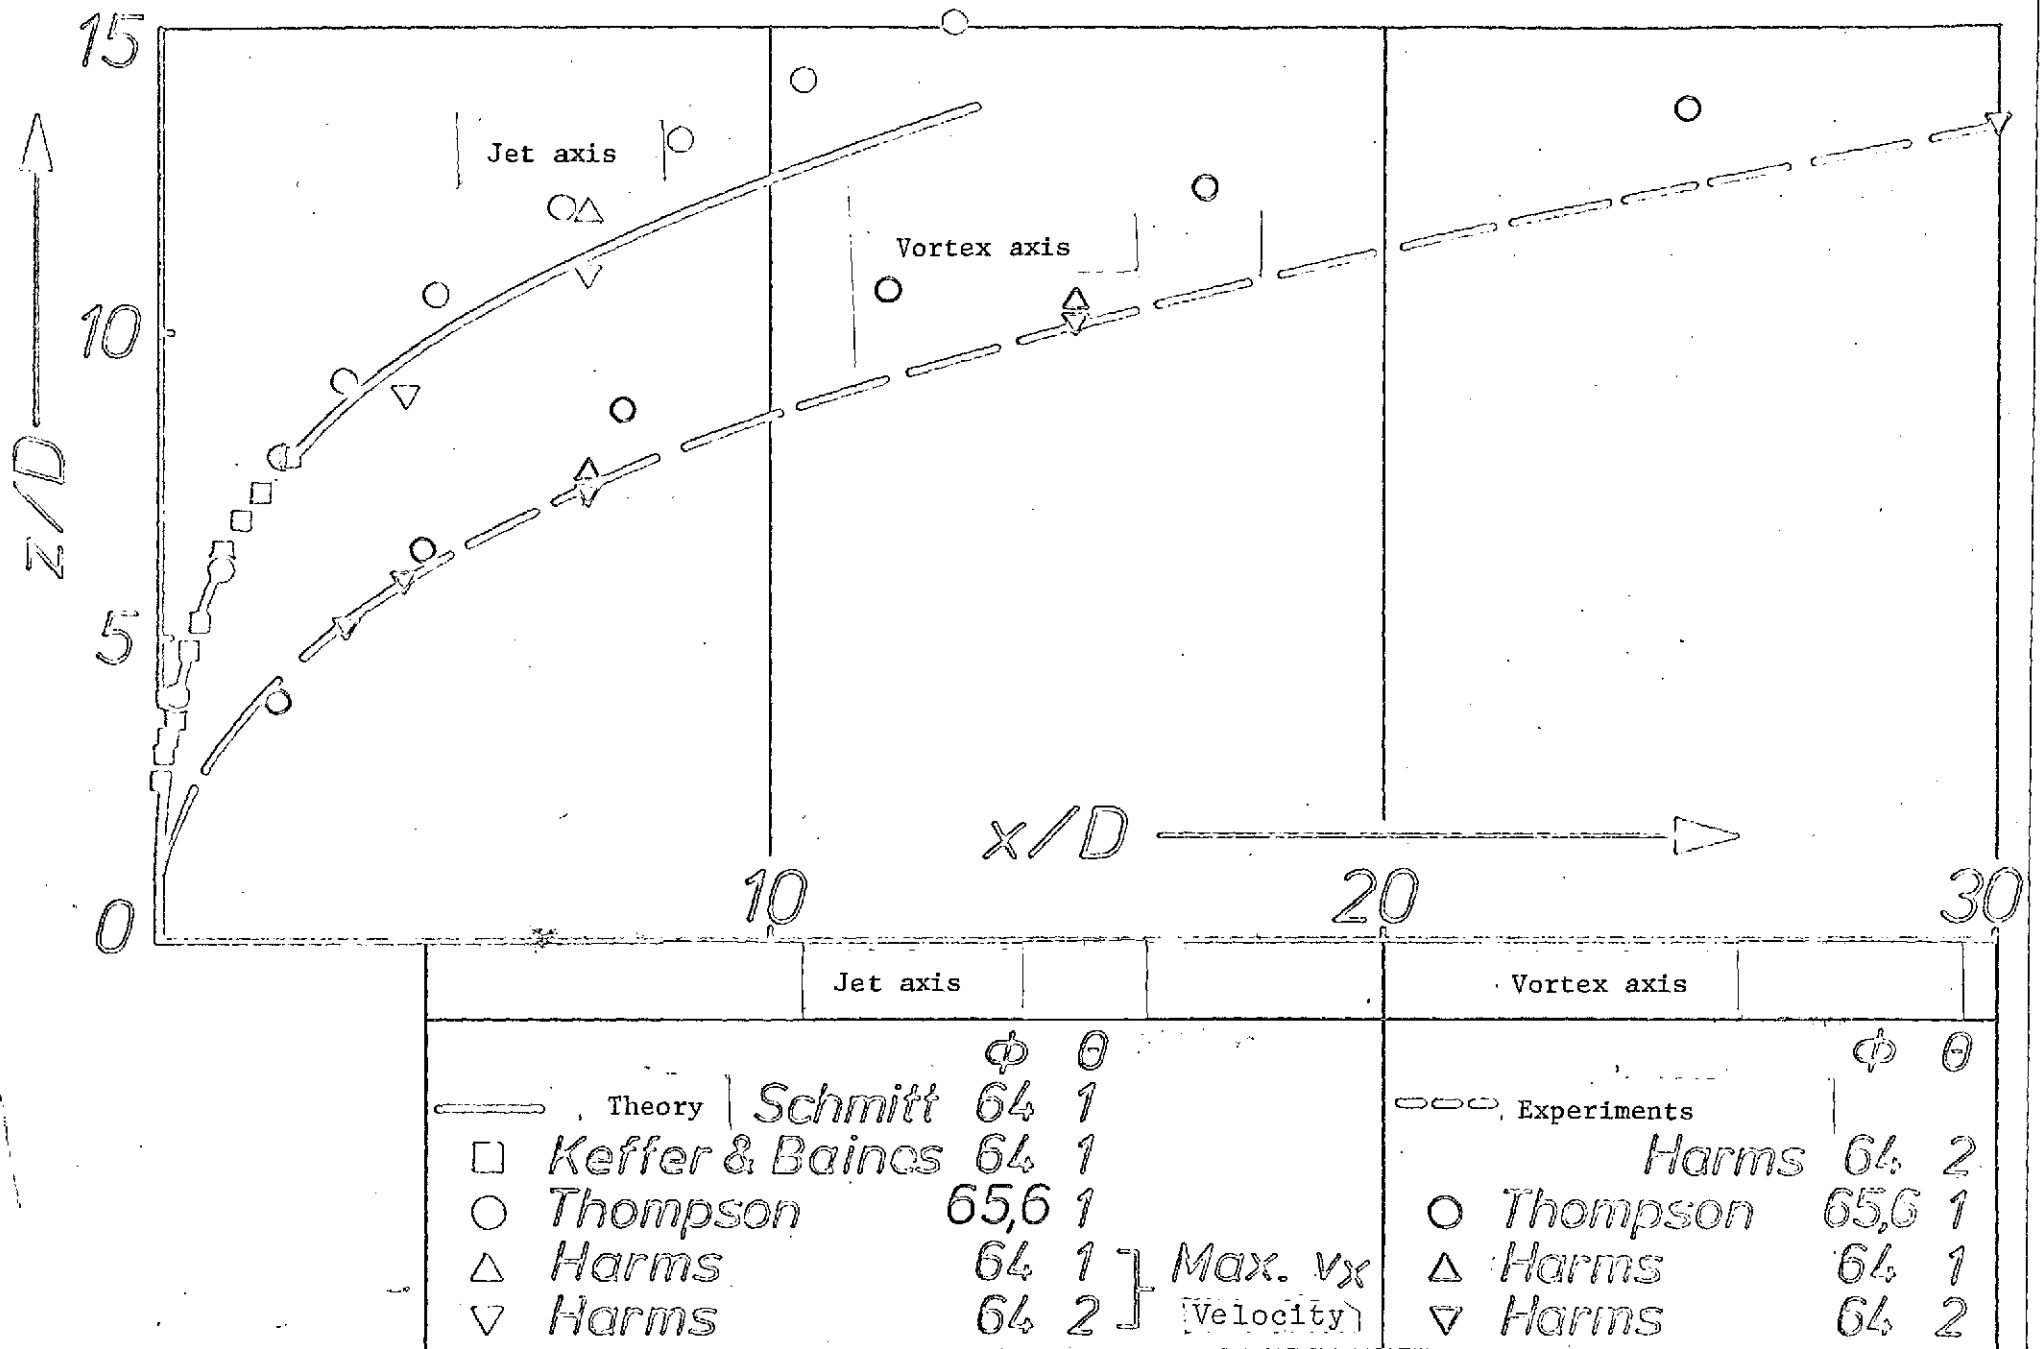 15
Jet axis
Vortex axis
10
z/D
5
x/D
0
10
20
30
Jet axis
Vortex axis
Φ Θ
Φ Θ
Theory Schmitt 64 1
Experiments
Keffer & Baines 64 1
Harms 64 2
Thompson 65,6 1
Thompson 65,6 1
Harms 64 1
Max. vx
Harms 64 1
Harms 64 2
Velocity
Harms 64 2